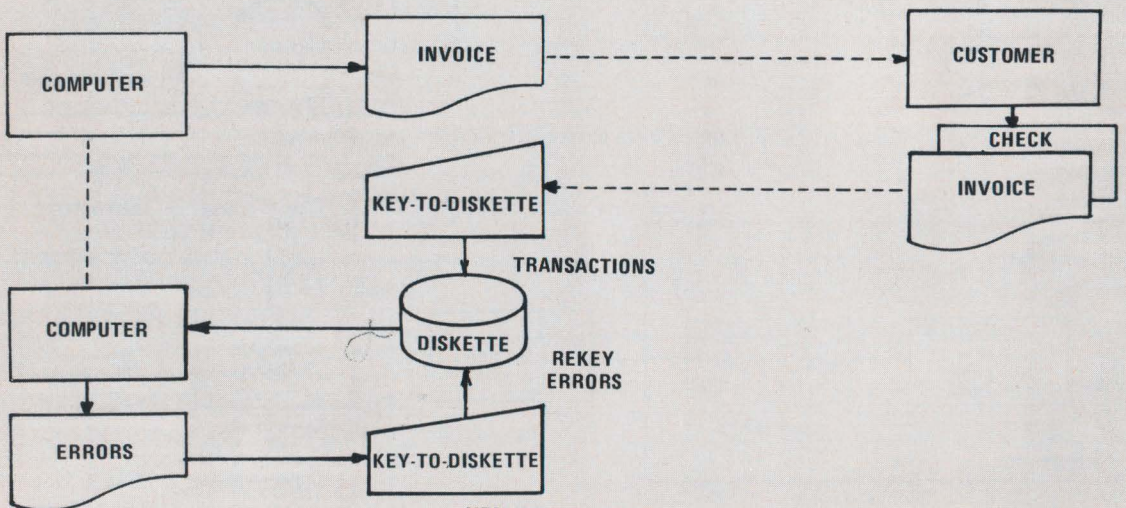 COMPUTER
INVOICE
CUSTOMER
CHECK
INVOICE
KEY-TO-DISKETTE
TRANSACTIONS
COMPUTER
DISKETTE
REKEY
ERRORS
ERRORS
KEY-TO-DISKETTE